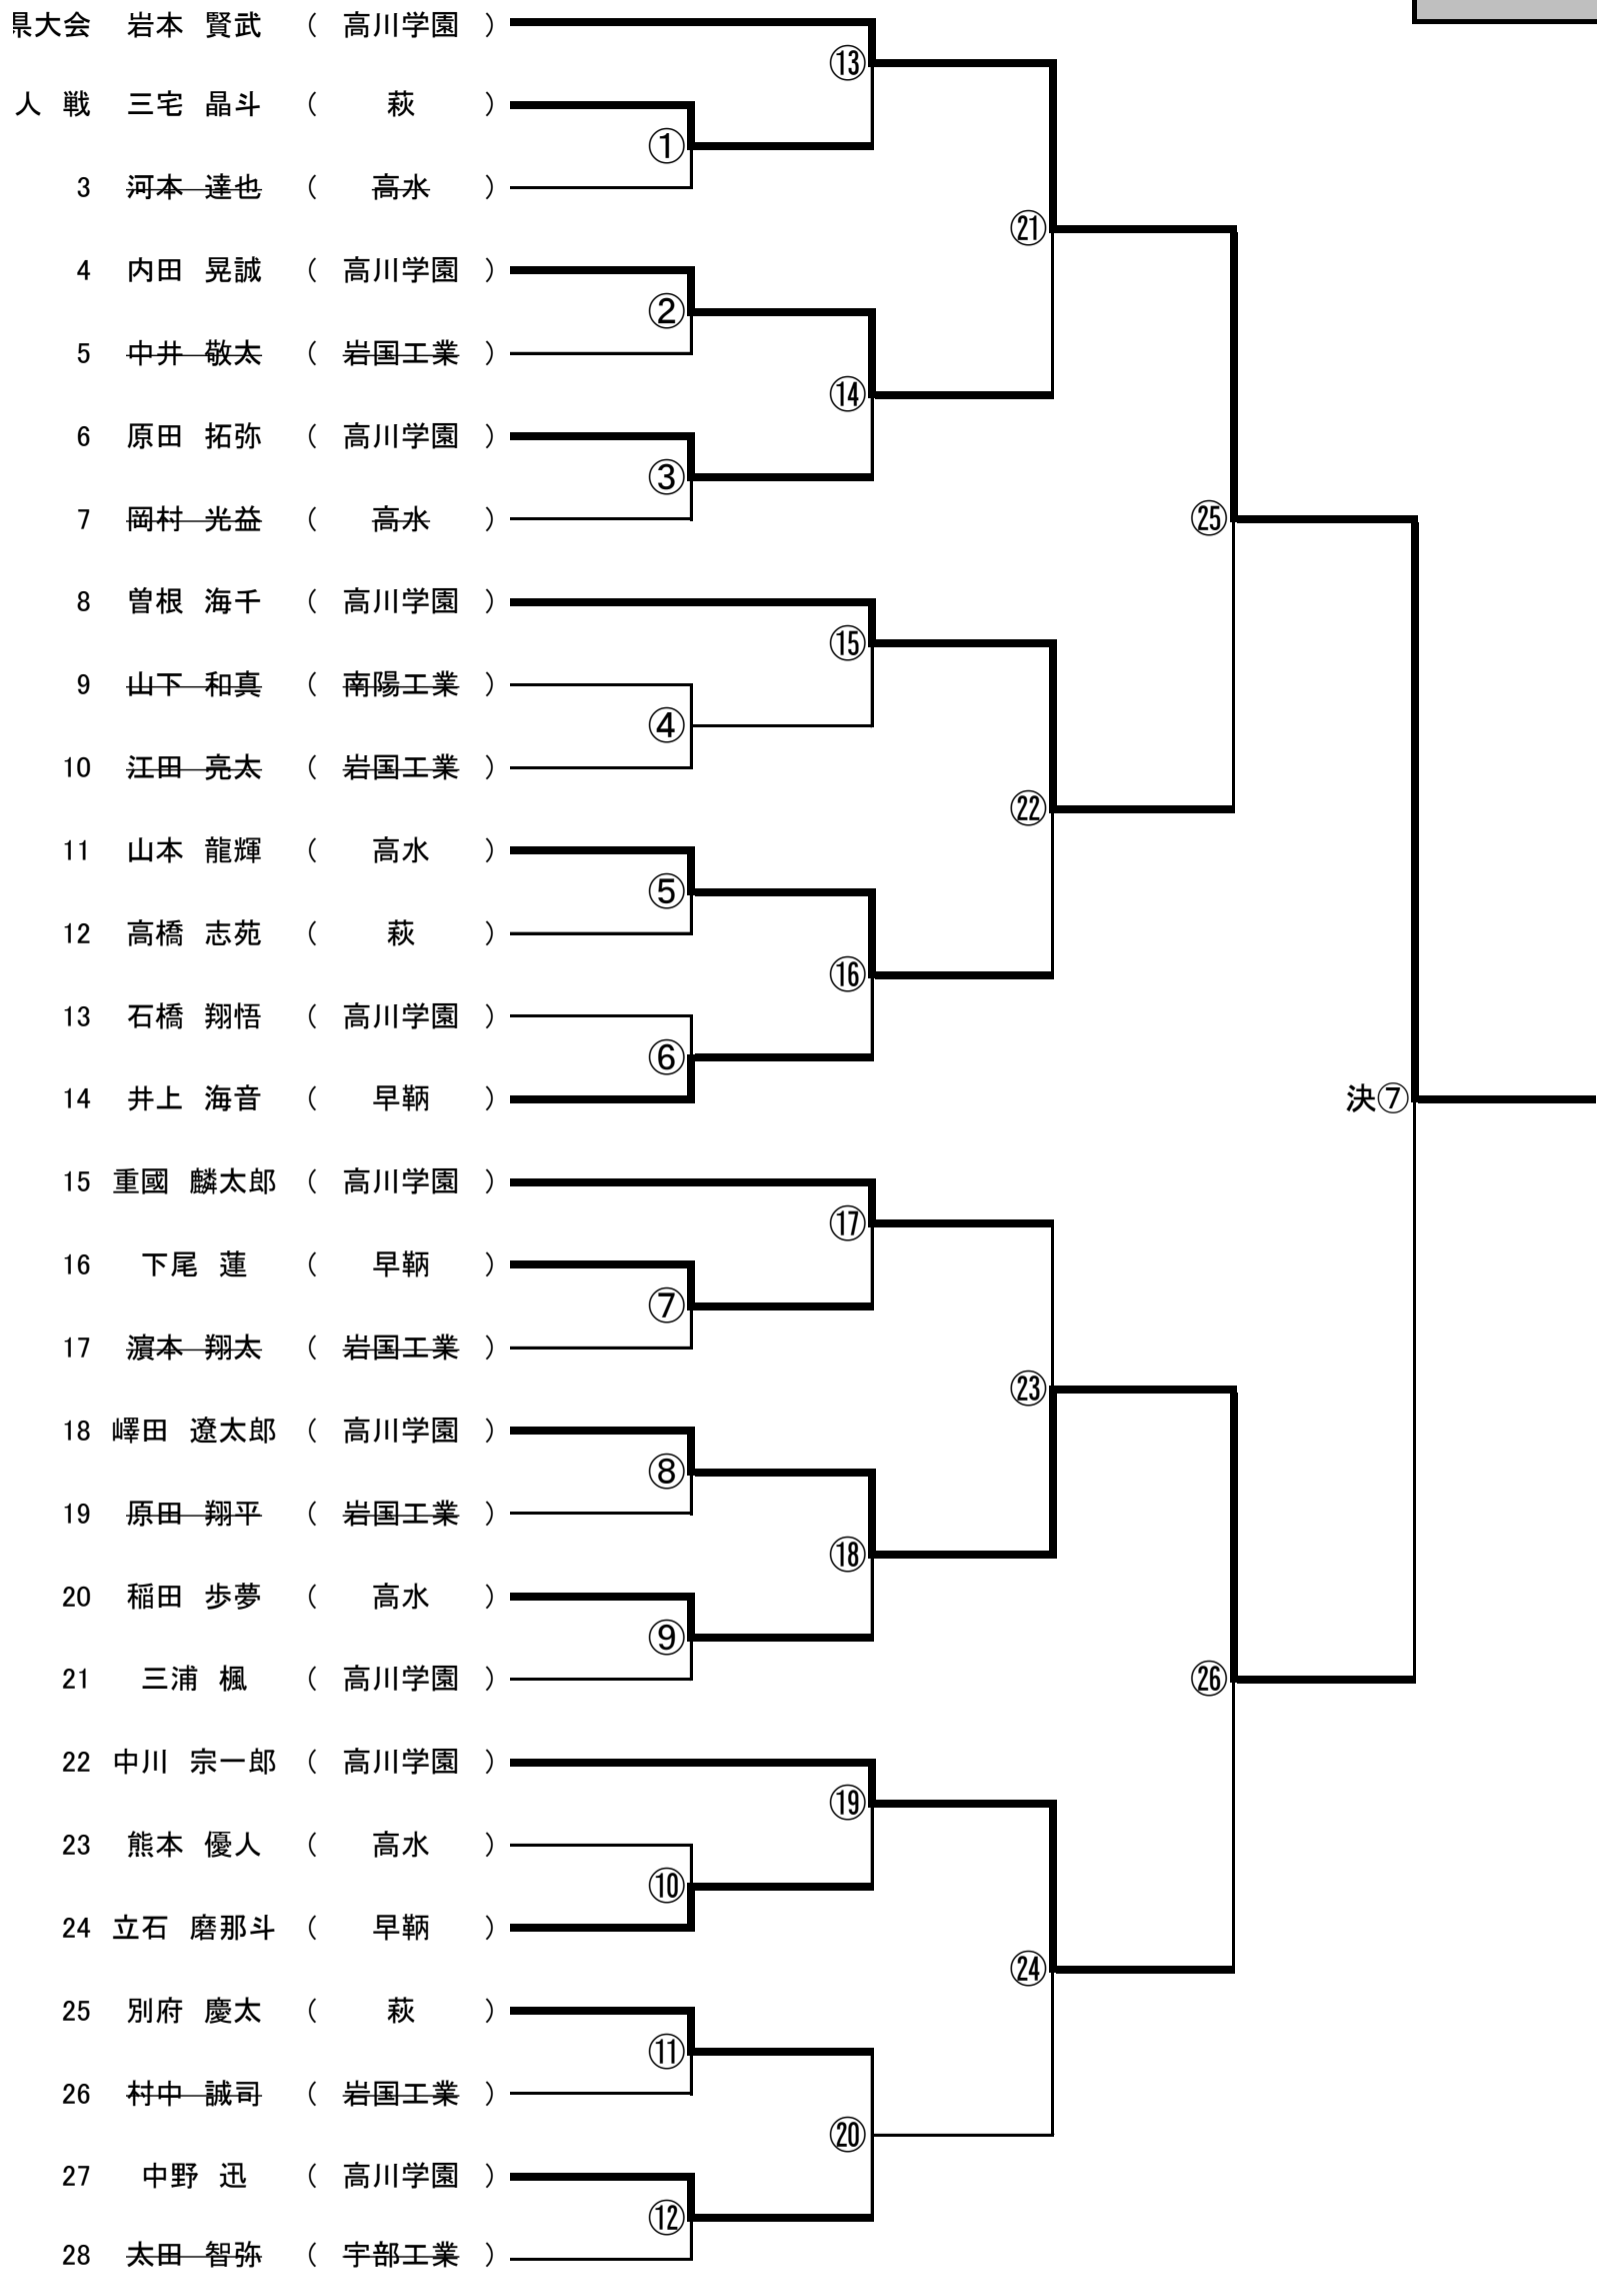 県大会 岩本 賢武 ( 高川学園 )
⑬
人 戦 三宅 晶斗 ( 萩 )
①
3 河本 達也 ( 高水 )
㉑
4 内田 晃誠 ( 高川学園 )
②
5 中井 敬太 ( 岩国工業 )
⑭
6 原田 拓弥 ( 高川学園 )
③
7 岡村 光益 ( 高水 )
㉕
8 曽根 海千 ( 高川学園 )
⑮
9 山下 和真 ( 南陽工業 )
④
10 江田 亮太 ( 岩国工業 )
㉒
11 山本 龍輝 ( 高水 )
⑤
12 高橋 志苑 ( 萩 )
⑯
13 石橋 翔悟 ( 高川学園 )
⑥
14 井上 海音 ( 早鞆 )
決⑦
15 重國 麟太郎 ( 高川学園 )
⑰
16 下尾 蓮 ( 早鞆 )
⑦
17 濵本 翔太 ( 岩国工業 )
㉓
18 嶧田 遼太郎 ( 高川学園 )
⑧
19 原田 翔平 ( 岩国工業 )
⑱
20 稲田 歩夢 ( 高水 )
⑨
21 三浦 楓 ( 高川学園 )
㉖
22 中川 宗一郎 ( 高川学園 )
⑲
23 熊本 優人 ( 高水 )
⑩
24 立石 磨那斗 ( 早鞆 )
㉔
25 別府 慶太 ( 萩 )
⑪
26 村中 誠司 ( 岩国工業 )
⑳
27 中野 迅 ( 高川学園 )
⑫
28 太田 智弥 ( 宇部工業 )